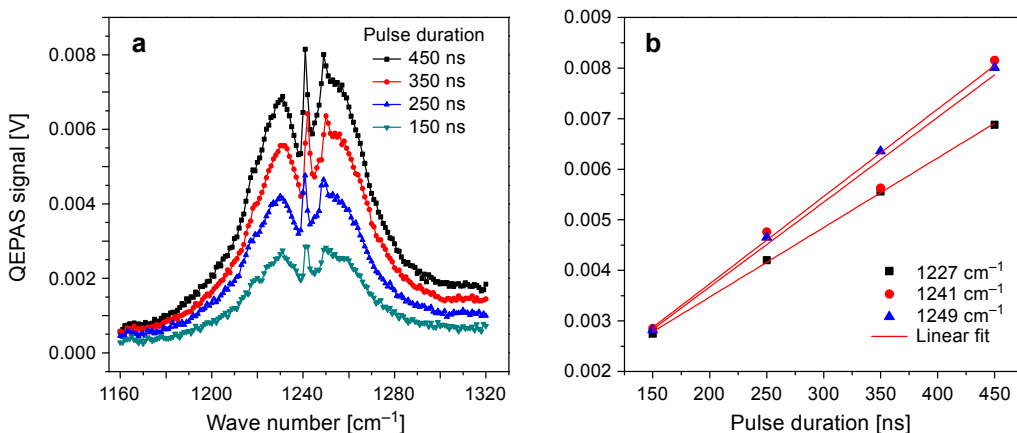 a
Pulse duration
450 ns
350 ns
250 ns
150 ns
QEPAS signal [V]
0.008
0.006
0.004
0.002
0.000
1160 1200 1240 1280 1320
Wave number [cm⁻¹]
b
0.009
0.008
0.007
0.006
0.005
0.004
0.003
0.002
1227 cm⁻¹
1241 cm⁻¹
1249 cm⁻¹
Linear fit
150 200 250 300 350 400 450
Pulse duration [ns]